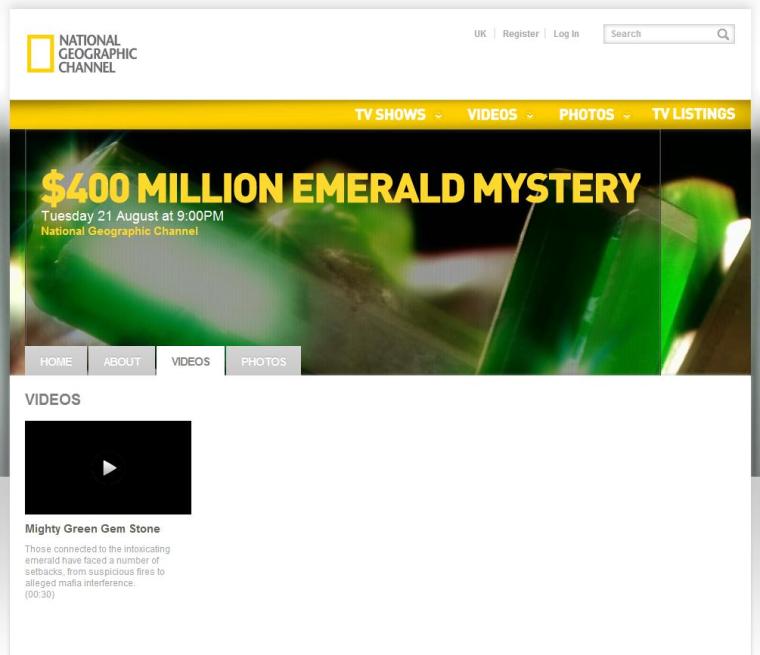 NATIONAL
GEOGRAPHIC
CHANNEL
UK Register Log In Search
TV SHOWS VIDEOS PHOTOS TV LISTINGS
$400 MILLION EMERALD MYSTERY
Tuesday 21 August at 9:00PM
National Geographic Channel
HOME ABOUT VIDEOS PHOTOS
VIDEOS
Mighty Green Gem Stone
Those connected to the intoxicating
emerald have faced a number of
setbacks, from suspicious fires to
alleged mafia interference.
(00:30)